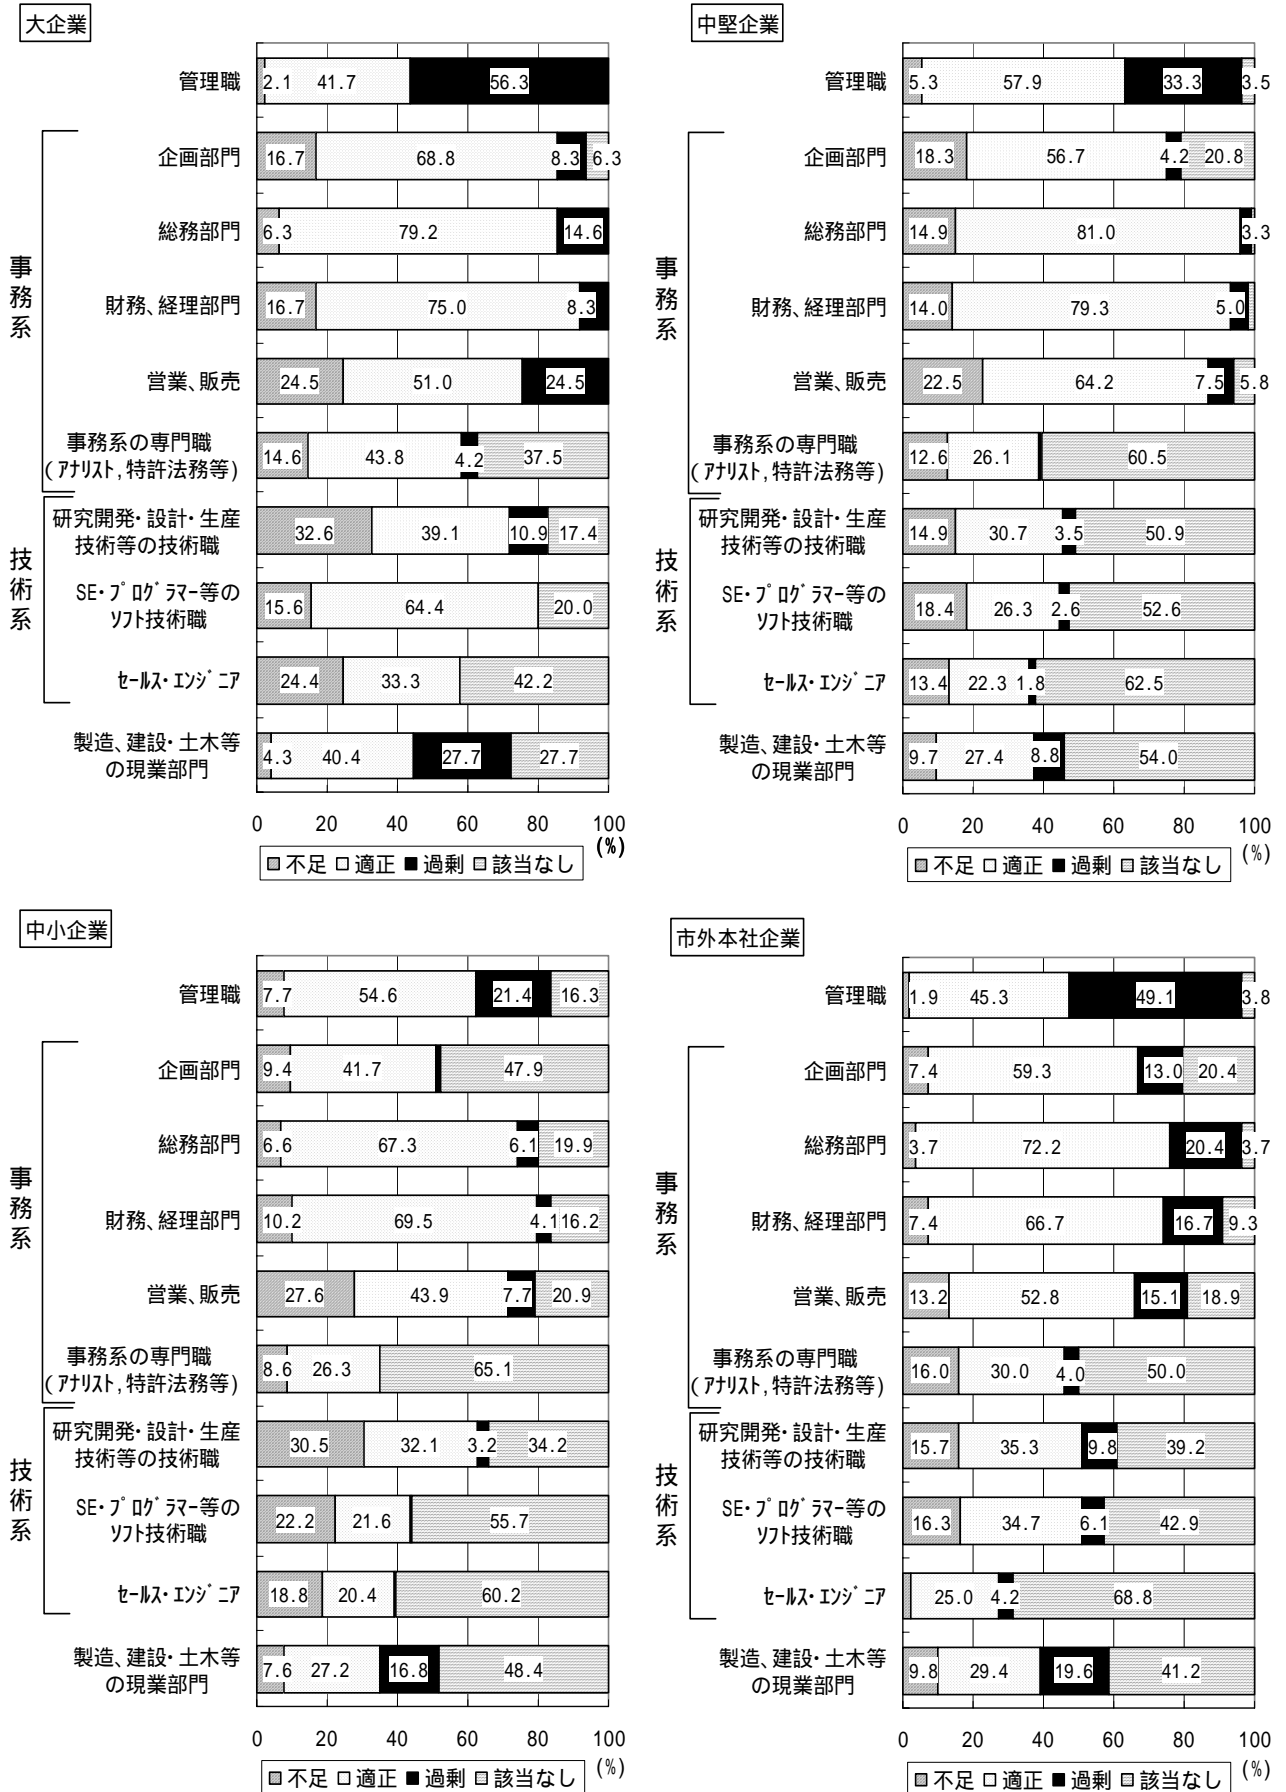 大企業
管理職
2.1 41.7 56.3
企画部門
16.7 68.8 8.3 6.3
総務部門
6.3 79.2 14.6
財務、経理部門
16.7 75.0 8.3
営業、販売
24.5 51.0 24.5
事務系の専門職
(ｱﾅﾘｽﾄ,特許法務等)
14.6 43.8 4.2 37.5
研究開発・設計・生産
技術等の技術職
32.6 39.1 10.9 17.4
SE・ﾌﾟﾛｸﾞﾗﾏｰ等の
ｿﾌﾄ技術職
15.6 64.4 20.0
ｾｰﾙｽ・ｴﾝｼﾞﾆｱ
24.4 33.3 42.2
製造、建設・土木等
の現業部門
4.3 40.4 27.7 27.7
事務系
技術系
0 20 40 60 80 100
(%)
不足 適正 過剰 該当なし
中堅企業
管理職
5.3 57.9 33.3 3.5
企画部門
18.3 56.7 4.2 20.8
総務部門
14.9 81.0 3.3
財務、経理部門
14.0 79.3 5.0
営業、販売
22.5 64.2 7.5 5.8
事務系の専門職
(ｱﾅﾘｽﾄ,特許法務等)
12.6 26.1 60.5
研究開発・設計・生産
技術等の技術職
14.9 30.7 3.5 50.9
SE・ﾌﾟﾛｸﾞﾗﾏｰ等の
ｿﾌﾄ技術職
18.4 26.3 2.6 52.6
ｾｰﾙｽ・ｴﾝｼﾞﾆｱ
13.4 22.3 1.8 62.5
製造、建設・土木等
の現業部門
9.7 27.4 8.8 54.0
事務系
技術系
0 20 40 60 80 100
(%)
不足 適正 過剰 該当なし
中小企業
管理職
7.7 54.6 21.4 16.3
企画部門
9.4 41.7 47.9
総務部門
6.6 67.3 6.1 19.9
財務、経理部門
10.2 69.5 4.1 16.2
営業、販売
27.6 43.9 7.7 20.9
事務系の専門職
(ｱﾅﾘｽﾄ,特許法務等)
8.6 26.3 65.1
研究開発・設計・生産
技術等の技術職
30.5 32.1 3.2 34.2
SE・ﾌﾟﾛｸﾞﾗﾏｰ等の
ｿﾌﾄ技術職
22.2 21.6 55.7
ｾｰﾙｽ・ｴﾝｼﾞﾆｱ
18.8 20.4 60.2
製造、建設・土木等
の現業部門
7.6 27.2 16.8 48.4
事務系
技術系
0 20 40 60 80 100
(%)
不足 適正 過剰 該当なし
市外本社企業
管理職
1.9 45.3 49.1 3.8
企画部門
7.4 59.3 13.0 20.4
総務部門
3.7 72.2 20.4 3.7
財務、経理部門
7.4 66.7 16.7 9.3
営業、販売
13.2 52.8 15.1 18.9
事務系の専門職
(ｱﾅﾘｽﾄ,特許法務等)
16.0 30.0 4.0 50.0
研究開発・設計・生産
技術等の技術職
15.7 35.3 9.8 39.2
SE・ﾌﾟﾛｸﾞﾗﾏｰ等の
ｿﾌﾄ技術職
16.3 34.7 6.1 42.9
ｾｰﾙｽ・ｴﾝｼﾞﾆｱ
25.0 4.2 68.8
製造、建設・土木等
の現業部門
9.8 29.4 19.6 41.2
事務系
技術系
0 20 40 60 80 100
(%)
不足 適正 過剰 該当なし